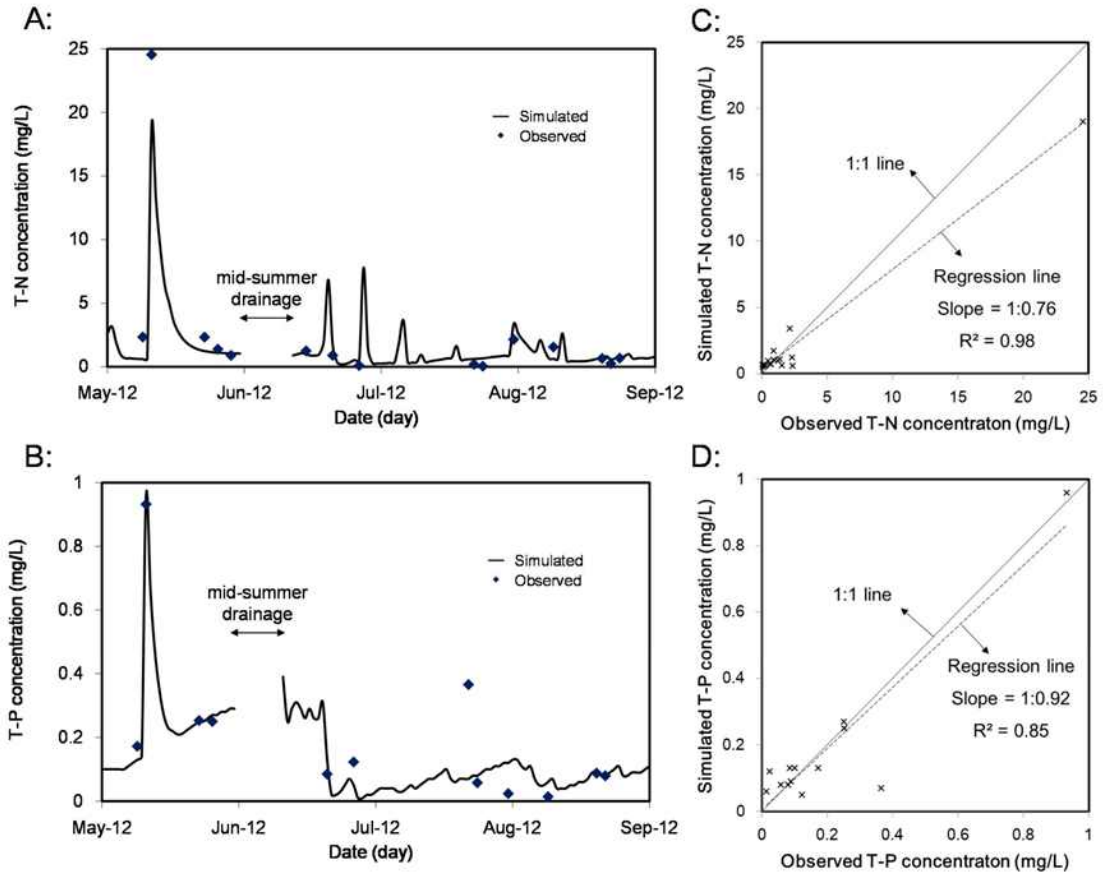 A:
25
20
15
10
5
0
T-N concentration (mg/L)
Simulated
Observed
mid-summer
drainage
May-12 Jun-12 Jul-12 Aug-12 Sep-12
Date (day)
C:
25
20
15
10
5
0
Simulated T-N concentration (mg/L)
1:1 line
Regression line
Slope = 1:0.76
R² = 0.98
0 5 10 15 20 25
Observed T-N concentraton (mg/L)
B:
1
0.8
0.6
0.4
0.2
0
T-P concentration (mg/L)
Simulated
Observed
mid-summer
drainage
May-12 Jun-12 Jul-12 Aug-12 Sep-12
Date (day)
D:
1
0.8
0.6
0.4
0.2
0
Simulated T-P concentration (mg/L)
1:1 line
Regression line
Slope = 1:0.92
R² = 0.85
0 0.2 0.4 0.6 0.8 1
Observed T-P concentraton (mg/L)